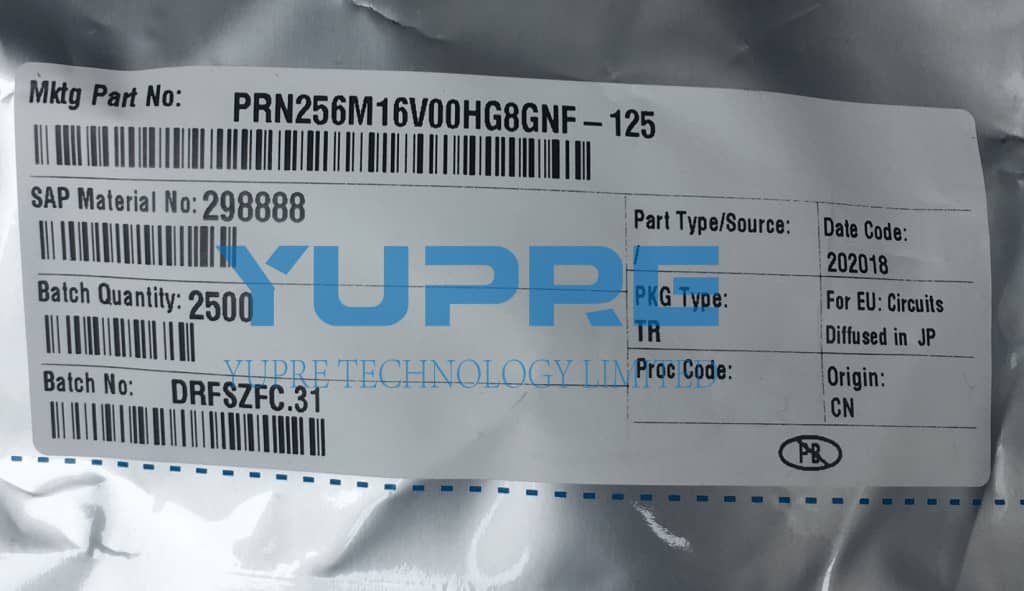 Mktg Part No: PRN256M16V00HG8GNF – 125
SAP Material No: 298888
Part Type/Source:
/
Date Code:
202018
YUPRE
Batch Quantity: 2500
PKG Type:
TR
For EU: Circuits
Diffused in JP
YUPRE TECHNOLOGY LIMITED
Batch No: DRFSZFC.31
Proc Code:
Origin:
CN
PB